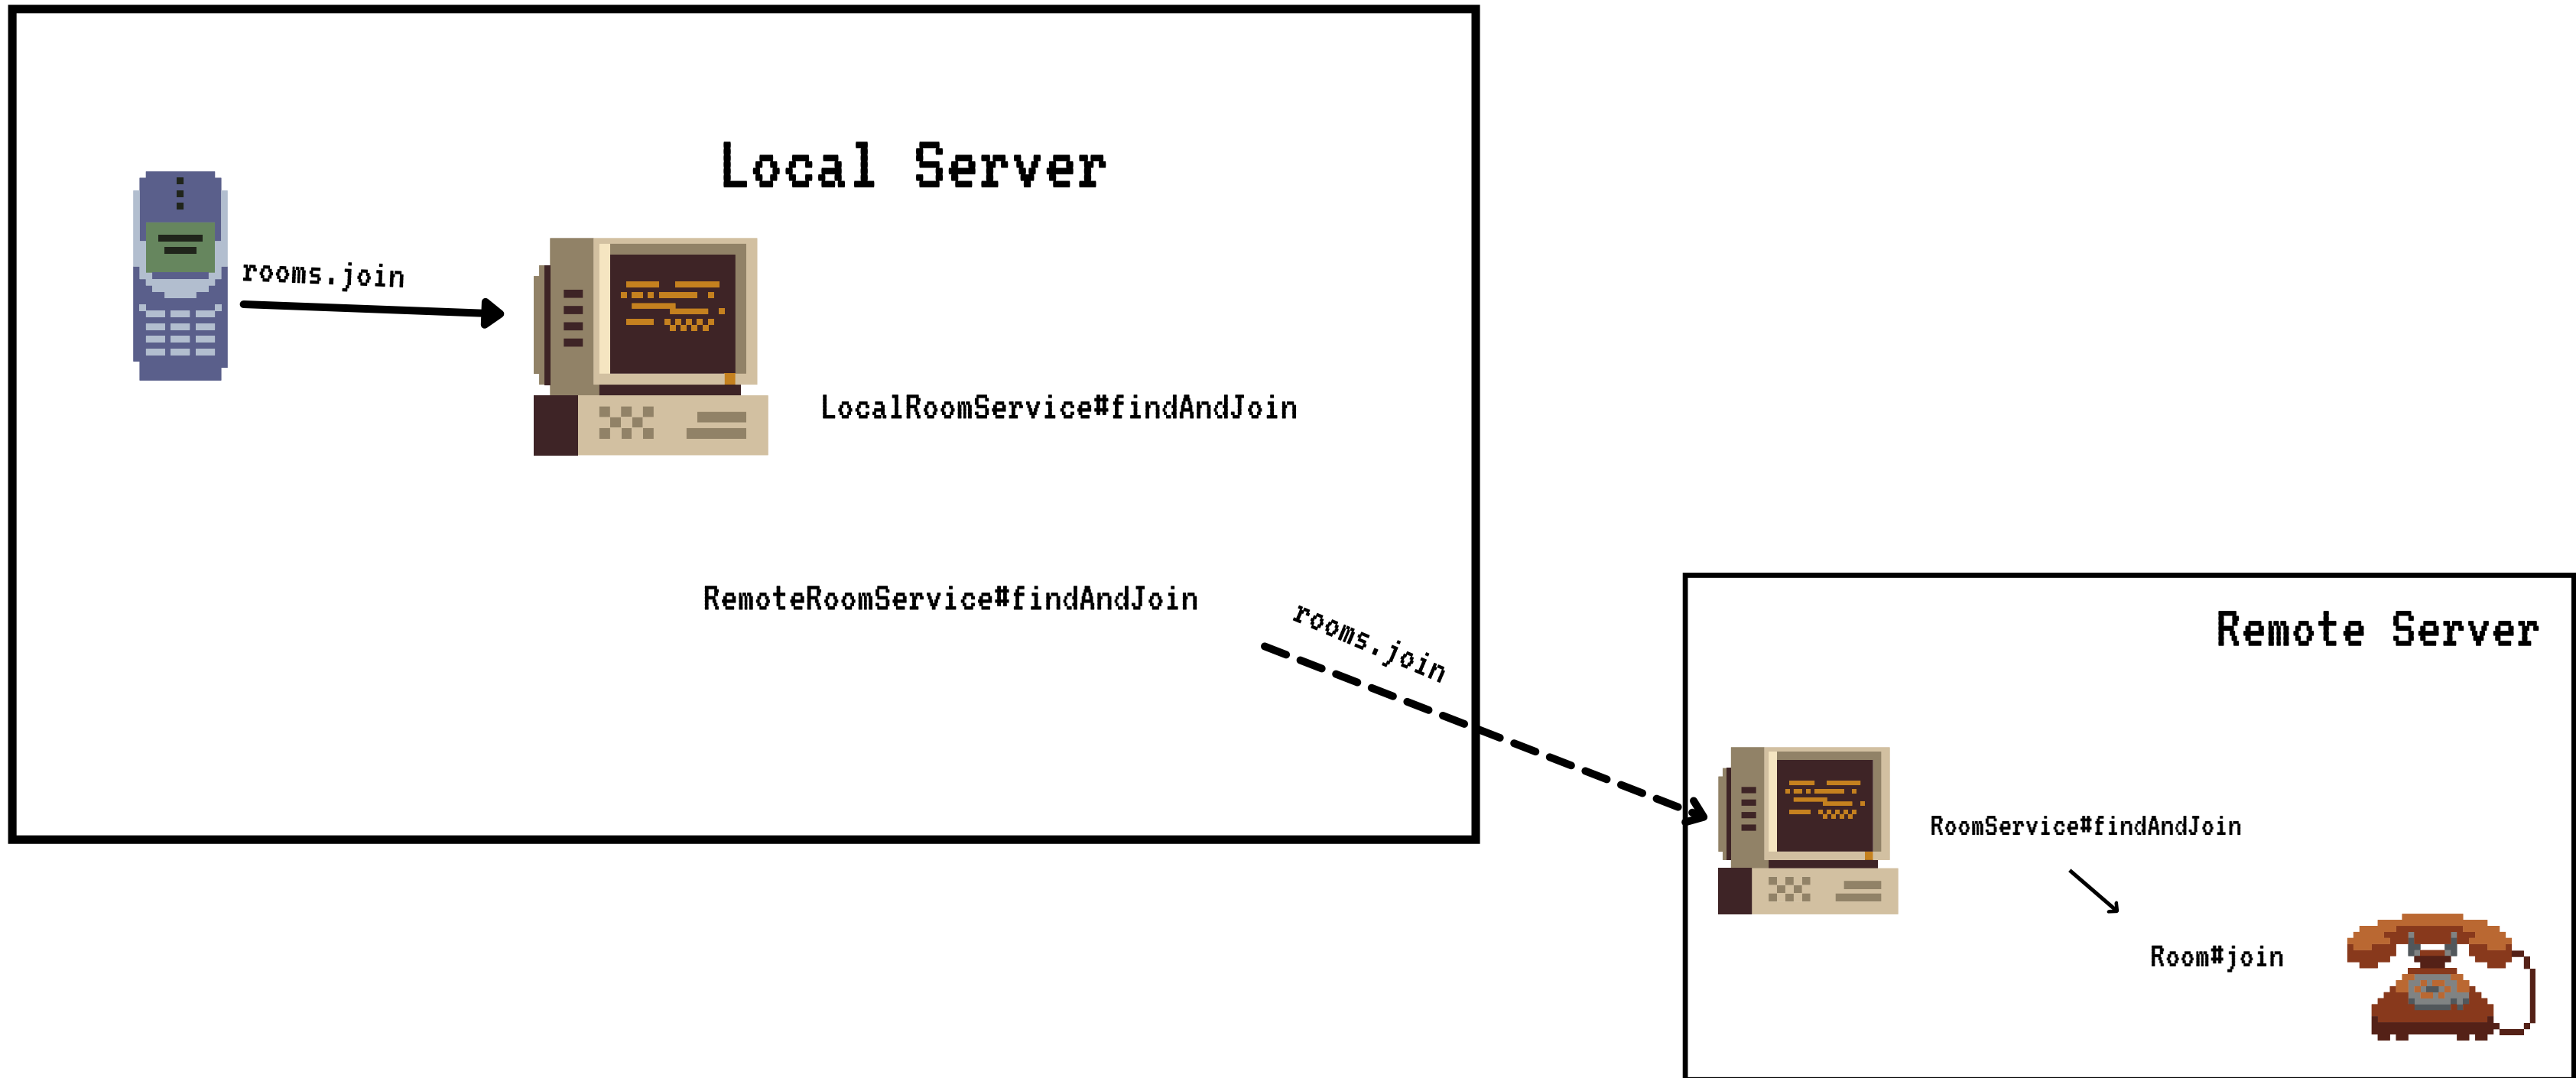 Local Server
rooms.join
LocalRoomService#findAndJoin
RemoteRoomService#findAndJoin
rooms.join
Remote Server
RoomService#findAndJoin
Room#join